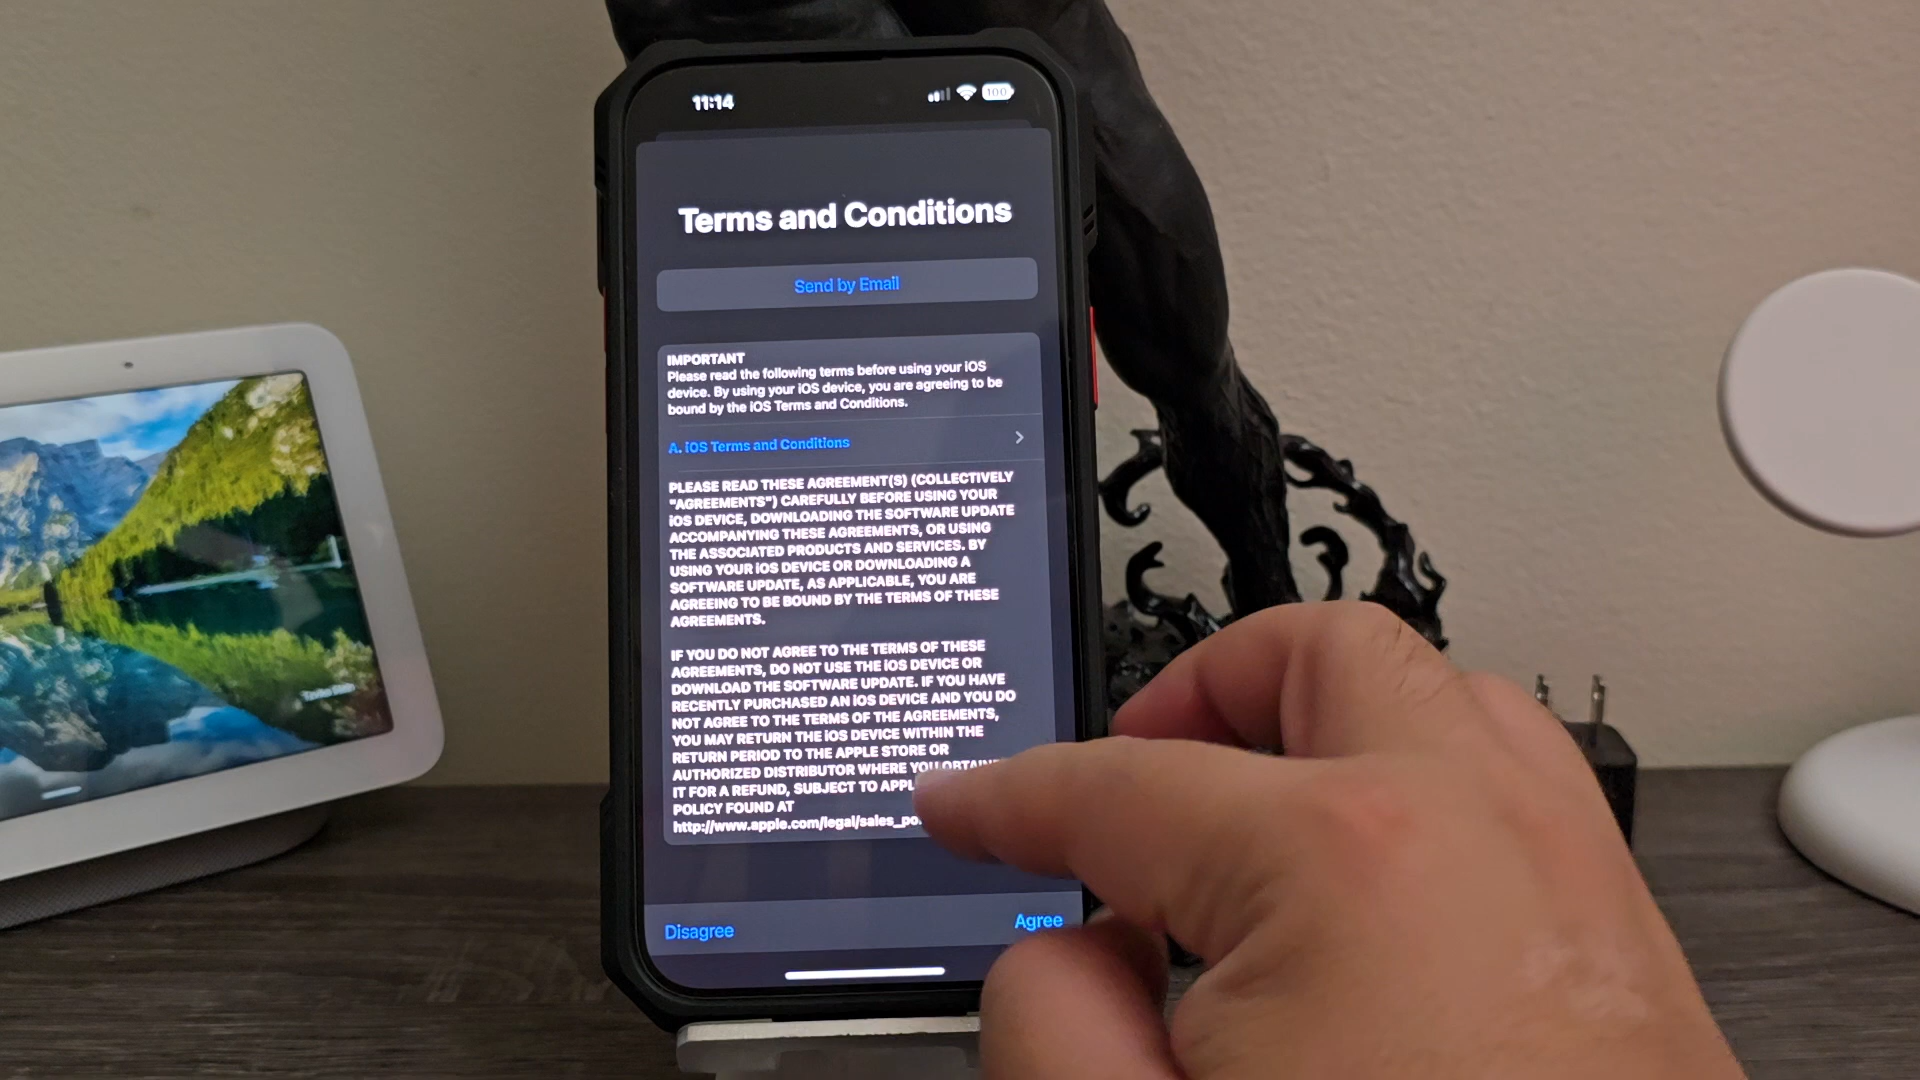 11:14
100
Terms and Conditions
Send by Email
IMPORTANT
Please read the following terms before using your iOS
device. By using your iOS device, you are agreeing to be
bound by the iOS Terms and Conditions.
A. iOS Terms and Conditions
PLEASE READ THESE AGREEMENT(S) (COLLECTIVELY
"AGREEMENTS") CAREFULLY BEFORE USING YOUR
iOS DEVICE, DOWNLOADING THE SOFTWARE UPDATE
ACCOMPANYING THESE AGREEMENTS, OR USING
THE ASSOCIATED PRODUCTS AND SERVICES. BY
USING YOUR iOS DEVICE OR DOWNLOADING A
SOFTWARE UPDATE, AS APPLICABLE, YOU ARE
AGREEING TO BE BOUND BY THE TERMS OF THESE
AGREEMENTS.
IF YOU DO NOT AGREE TO THE TERMS OF THESE
AGREEMENTS, DO NOT USE THE iOS DEVICE OR
DOWNLOAD THE SOFTWARE UPDATE. IF YOU HAVE
RECENTLY PURCHASED AN iOS DEVICE AND YOU DO
NOT AGREE TO THE TERMS OF THE AGREEMENTS,
YOU MAY RETURN THE iOS DEVICE WITHIN THE
RETURN PERIOD TO THE APPLE STORE OR
AUTHORIZED DISTRIBUTOR WHERE YOU
IT FOR A REFUND, SUBJECT TO
POLICY FOUND AT
http://www.apple.com/legal/sales_po
Disagree
Agree